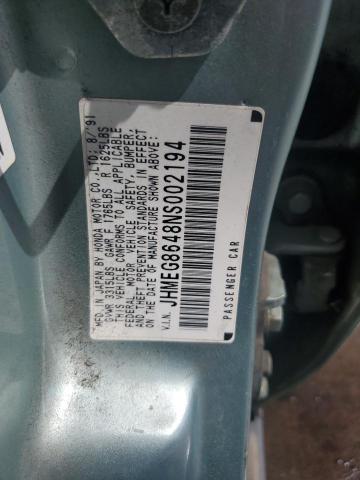 MFD. IN JAPAN BY HONDA MOTOR CO.,LTD; 8/'91
GVWR 3315LBS GAWR F 1765LBS R 1625LBS
THIS VEHICLE CONFORMS TO ALL APPLICABLE
FEDERAL MOTOR VEHICLE SAFETY, BUMPER,
AND THEFT PREVENTION STANDARDS IN EFFECT
ON THE DATE OF MANUFACTURE SHOWN ABOVE:
V.I.N. JHMEG8648NS002194
PASSENGER CAR